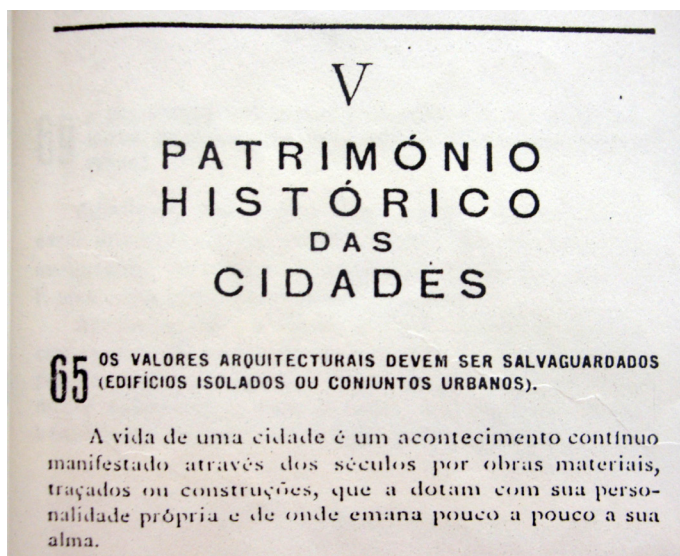 V
PATRIMÓNIO
HISTÓRICO
DAS
CIDADES
65 OS VALORES ARQUITECTURAIS DEVEM SER SALVAGUARDADOS
(EDIFÍCIOS ISOLADOS OU CONJUNTOS URBANOS).
A vida de uma cidade é um acontecimento contínuo
manifestado através dos séculos por obras materiais,
traçados ou construções, que a dotam com sua perso-
nalidade própria e de onde emana pouco a pouco a sua
alma.